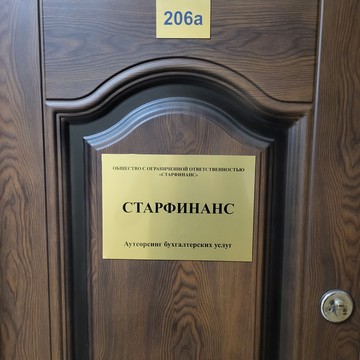 206а
ОБЩЕСТВО С ОГРАНИЧЕННОЙ ОТВЕТСТВЕННОСТЬЮ
«СТАРФИНАНС»
СТАРФИНАНС
Аутсорсинг бухгалтерских услуг